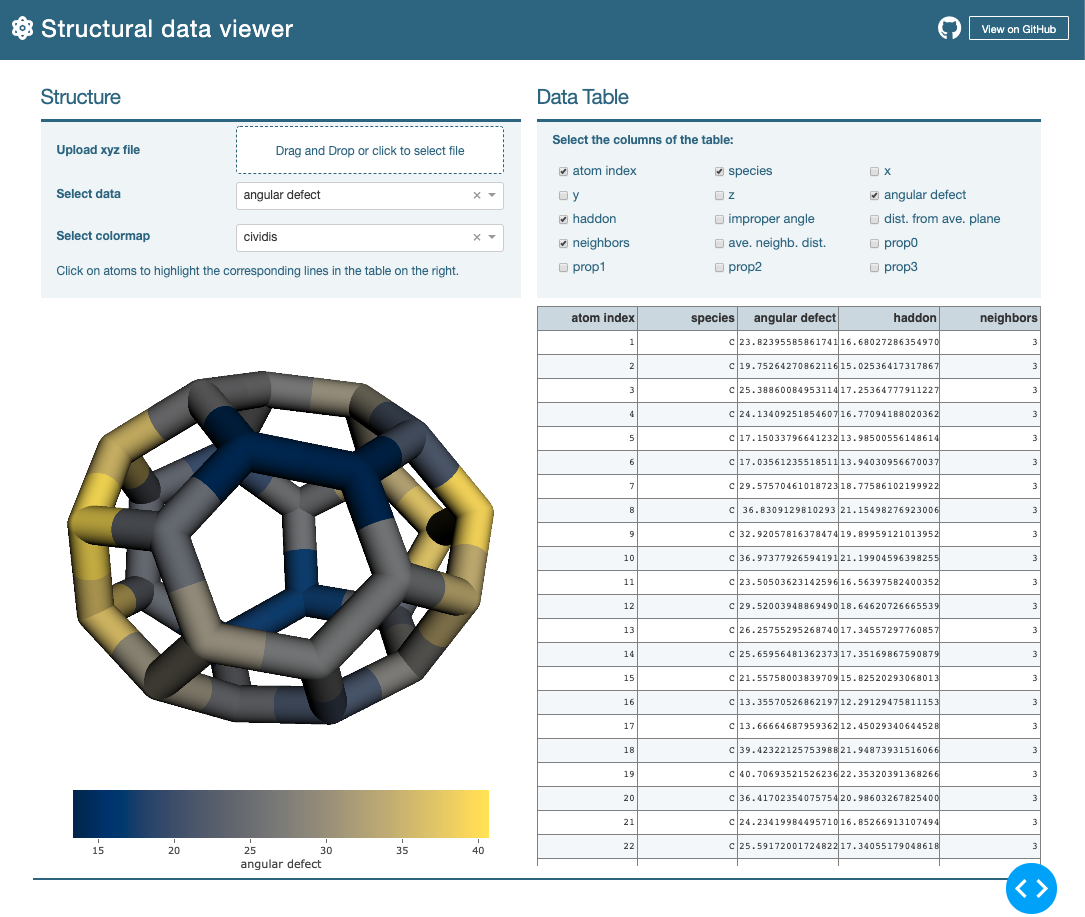 Structural data viewer
View on GitHub
Structure
Upload xyz file
Drag and Drop or click to select file
Select data
angular defect
Select colormap
cividis
Click on atoms to highlight the corresponding lines in the table on the right.
15 20 25 30 35 40
angular defect
Data Table
Select the columns of the table:
atom index species x
y z angular defect
haddon improper angle dist. from ave. plane
neighbors ave. neighb. dist. prop0
prop1 prop2 prop3
atom index species angular defect haddon neighbors
1 C 23.82395585861741 16.68027286354970 3
2 C 19.75264270862116 15.02536417317867 3
3 C 25.38860084953114 17.25364777911227 3
4 C 24.13409251854607 16.77094188020362 3
5 C 17.15033796641232 13.98500556148614 3
6 C 17.03561235518511 13.94030956670037 3
7 C 29.57570461018723 18.77586102199922 3
8 C 36.8309129810293 21.15498276923006 3
9 C 32.92057816378474 19.89959121013952 3
10 C 36.97377926594191 21.19904596398255 3
11 C 23.50503623142596 16.56397582400352 3
12 C 29.52003948869490 18.64620726665539 3
13 C 26.25755295268740 17.34557297760857 3
14 C 25.65956481362373 17.35169867590879 3
15 C 21.55758003839709 15.82520293068013 3
16 C 13.35570526862197 12.29129475811153 3
17 C 13.66664687959362 12.45029340644528 3
18 C 39.42322125753988 21.94873931516066 3
19 C 40.70693521526236 22.35320391368266 3
20 C 36.41702354075754 20.98603267825400 3
21 C 24.23419984495710 16.85266913107494 3
22 C 25.59172001724822 17.34055179048618 3